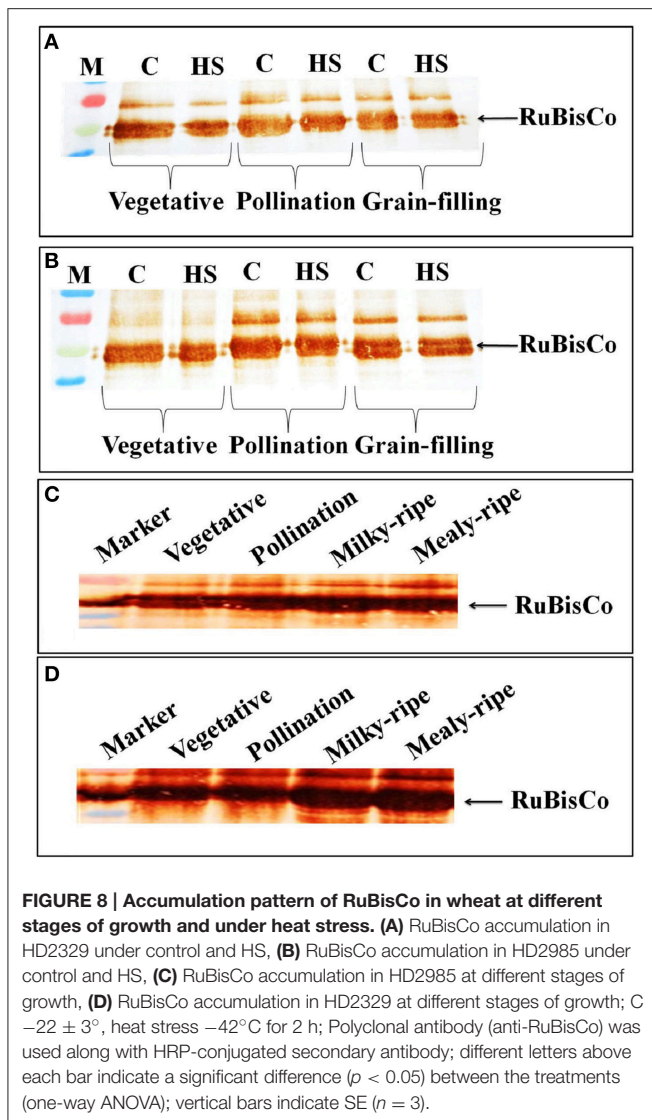 A
M C HS C HS C HS
RuBisCo
Vegetative Pollination Grain-filling
B
M C HS C HS C HS
RuBisCo
Vegetative Pollination Grain-filling
C
Marker Vegetative Pollination Milky-ripe Mealy-ripe
RuBisCo
D
Marker Vegetative Pollination Milky-ripe Mealy-ripe
RuBisCo
FIGURE 8 | Accumulation pattern of RuBisCo in wheat at different
stages of growth and under heat stress. (A) RuBisCo accumulation in
HD2329 under control and HS, (B) RuBisCo accumulation in HD2985 under
control and HS, (C) RuBisCo accumulation in HD2985 at different stages of
growth, (D) RuBisCo accumulation in HD2329 at different stages of growth; C
−22 ± 3°, heat stress −42°C for 2 h; Polyclonal antibody (anti-RuBisCo) was
used along with HRP-conjugated secondary antibody; different letters above
each bar indicate a significant difference (p < 0.05) between the treatments
(one-way ANOVA); vertical bars indicate SE (n = 3).